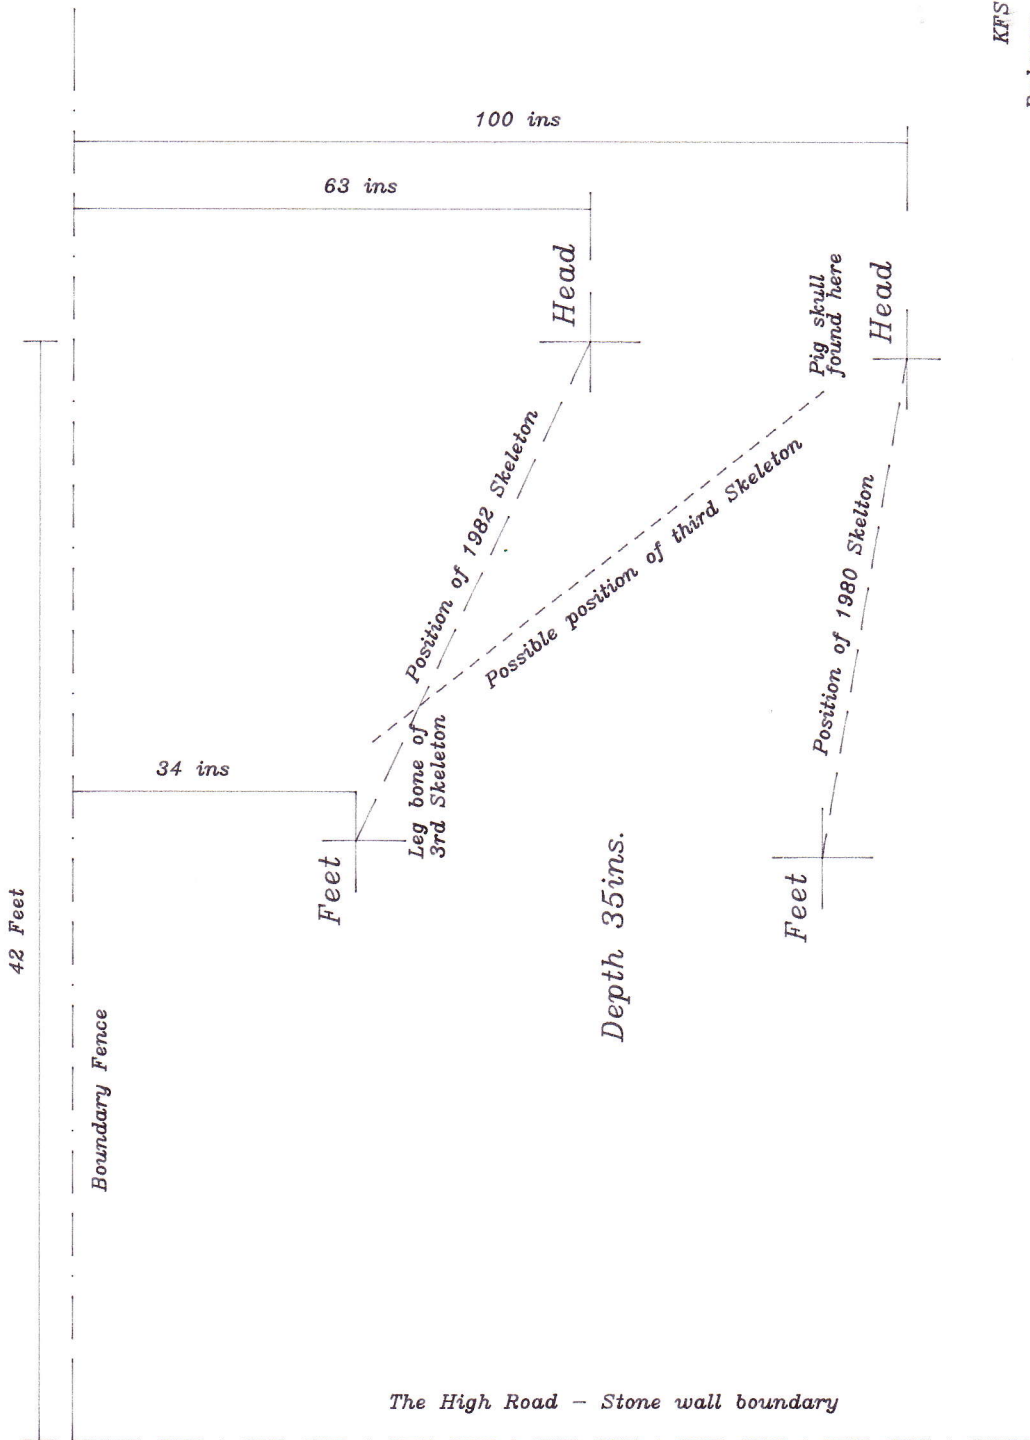 KFS
100 ins
63 ins
Head
Pig skull
found here
Head
Position of 1982 Skeleton
Possible position of third Skeleton
Position of 1980 Skelton
34 ins
Leg bone of
3rd Skeleton
Feet
Feet
Depth 35ins.
42 Feet
Boundary Fence
The High Road - Stone wall boundary